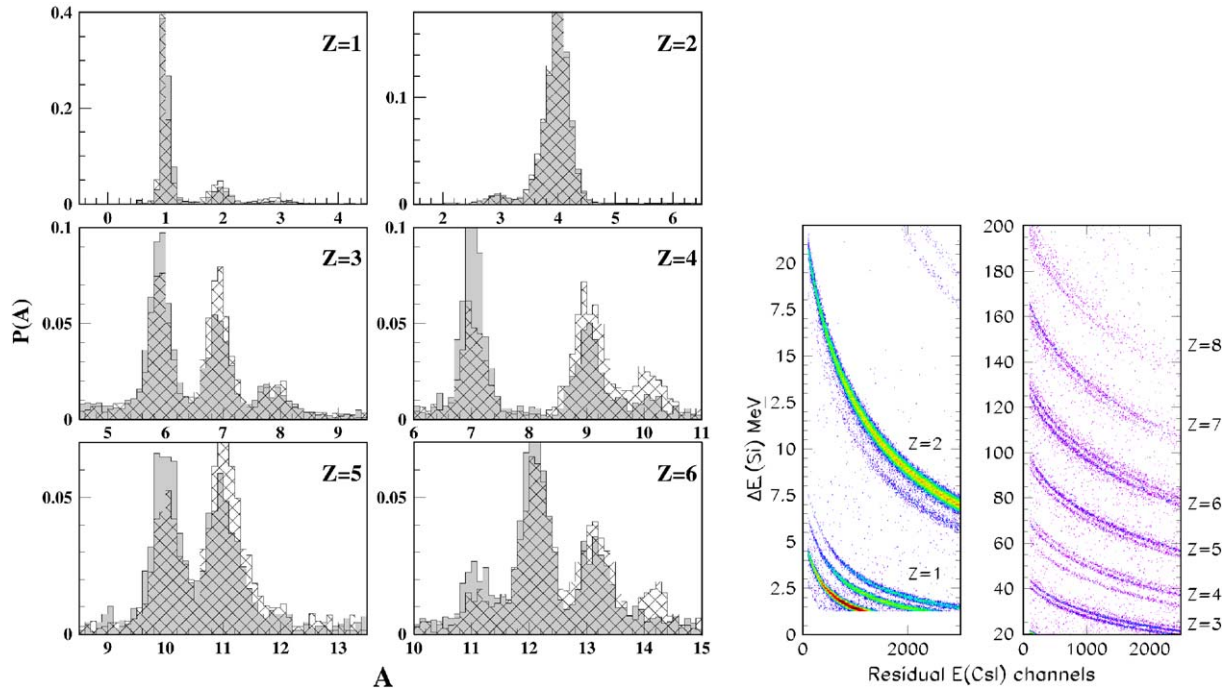 0.4
0.2
0
Z=1
0 1 2 3 4
0.1
0
Z=2
2 3 4 5 6
0.1
0.05
0
Z=3
5 6 7 8 9
0.1
0.05
0
Z=4
6 7 8 9 10 11
0.05
0
Z=5
9 10 11 12 13
0.05
0
Z=6
10 11 12 13 14 15
P(A)
A
20
7.5
25
15
12.5
10
7.5
5
2.5
0
ΔE (Si) MeV
Z=2
Z=1
0 2000
200
180
160
140
120
100
80
60
40
20
Z=8
Z=7
Z=6
Z=5
Z=4
Z=3
0 1000 2000
Residual E(CsI) channels